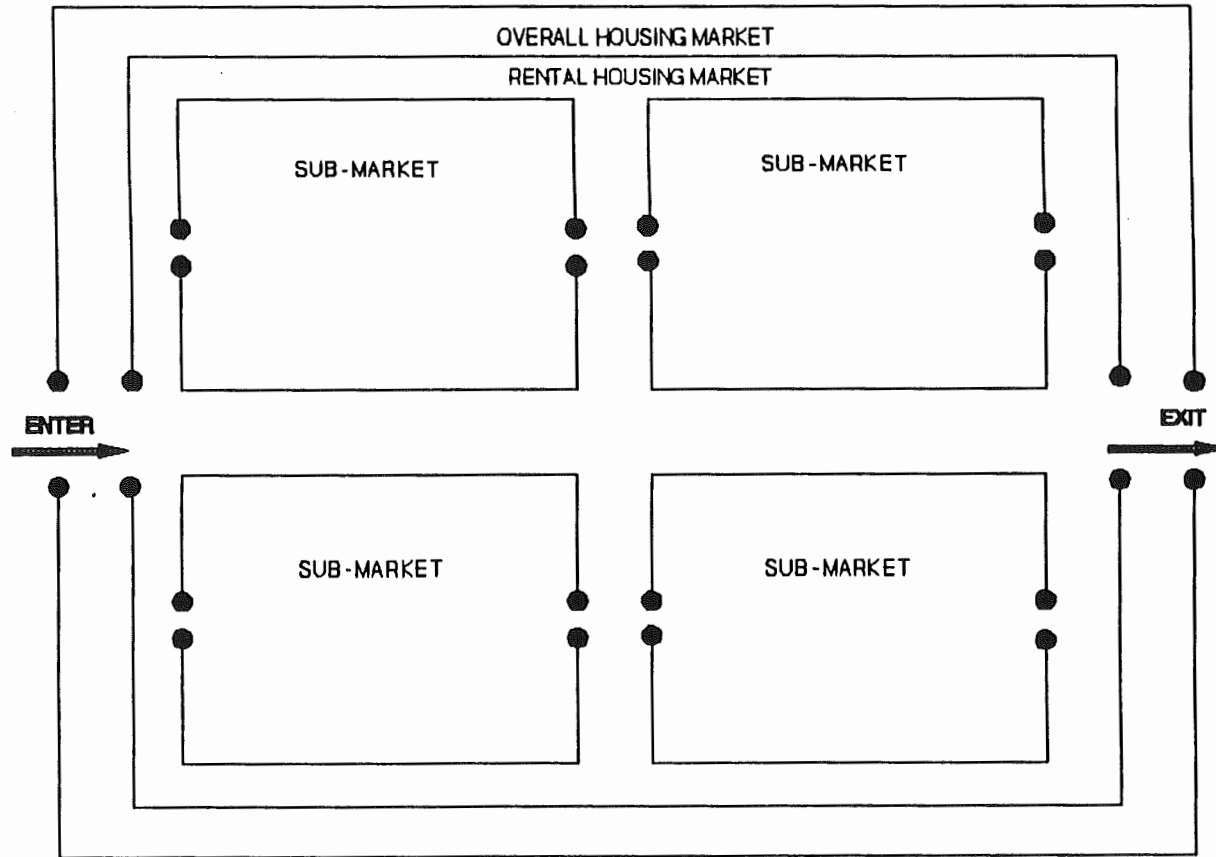 OVERALL HOUSING MARKET
RENTAL HOUSING MARKET
SUB-MARKET
SUB-MARKET
ENTER
EXIT
SUB-MARKET
SUB-MARKET